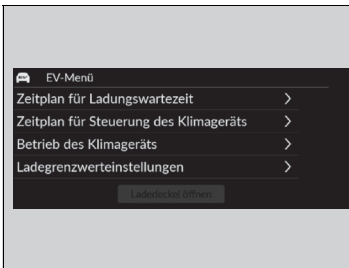 EV-Menü
Zeitplan für Ladungswartezeit
Zeitplan für Steuerung des Klimageräts
Betrieb des Klimageräts
Ladegrenzwerteinstellungen
Ladedeckel öffnen